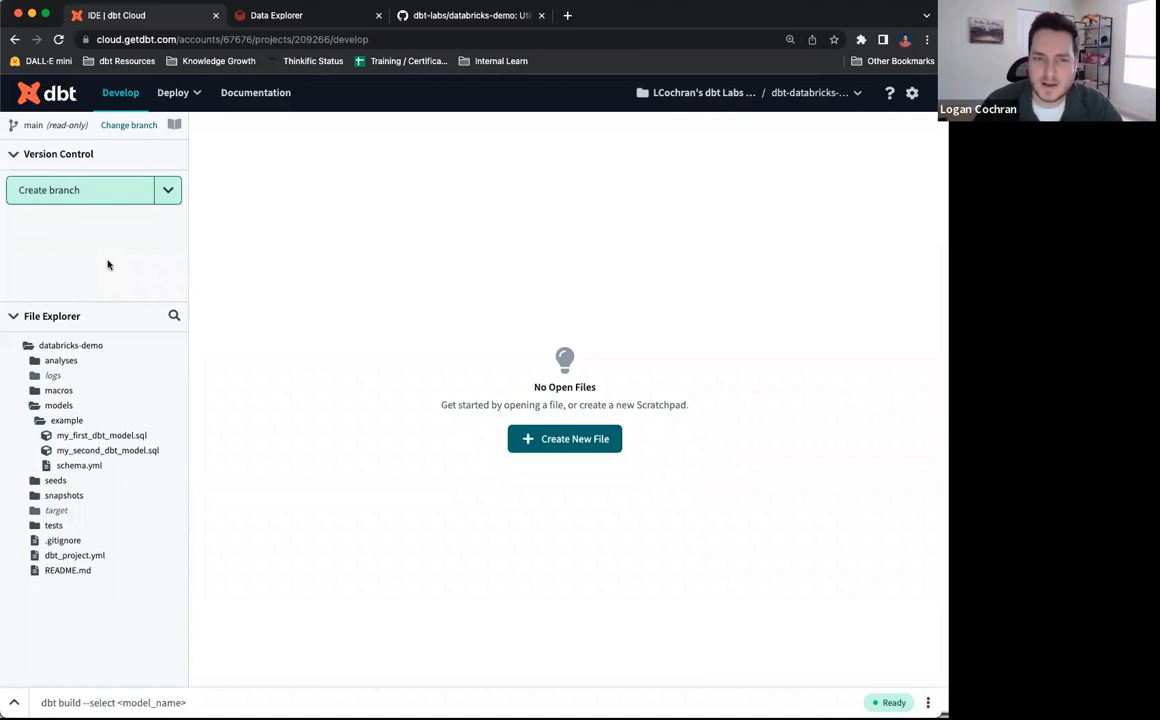 IDE | dbt Cloud
Data Explorer
dbt-labs/databricks-demo: Uti
cloud.getdbt.com/accounts/67676/projects/209266/develop
DALL-E mini
dbt Resources
Knowledge Growth
Thinkific Status
Training / Certifica...
Internal Learn
Other Bookmarks
dbt
Develop
Deploy
Documentation
LCochran's dbt Labs ...
/ dbt-databricks-...
Logan Cochran
main (read-only)
Change branch
Version Control
Create branch
File Explorer
databricks-demo
analyses
logs
macros
models
example
my_first_dbt_model.sql
my_second_dbt_model.sql
schema.yml
seeds
snapshots
target
tests
.gitignore
dbt_project.yml
README.md
No Open Files
Get started by opening a file, or create a new Scratchpad.
+ Create New File
dbt build --select <model_name>
Ready